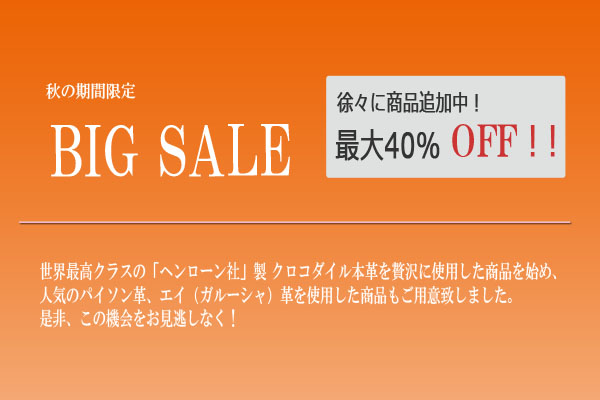 秋の期間限定
BIG SALE
徐々に商品追加中！
最大40% OFF！！
世界最高クラスの「ヘンローン社」製 クロコダイル本革を贅沢に使用した商品を始め、
人気のパイソン革、エイ（ガルーシャ）革を使用した商品もご用意致しました。
是非、この機会をお見逃しなく！